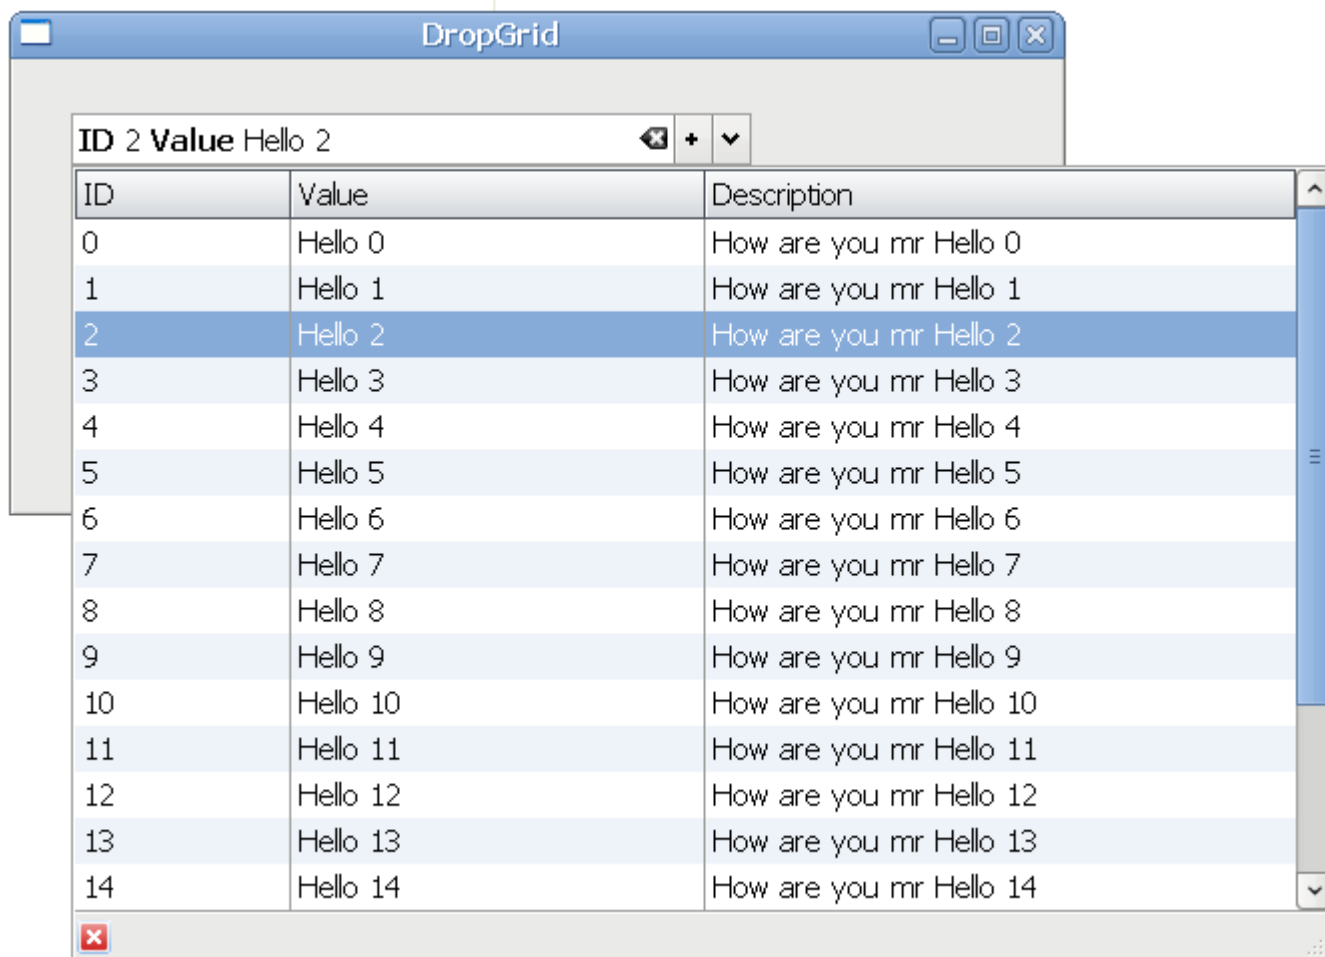 DropGrid
ID 2 Value Hello 2
ID Value Description
0 Hello 0 How are you mr Hello 0
1 Hello 1 How are you mr Hello 1
2 Hello 2 How are you mr Hello 2
3 Hello 3 How are you mr Hello 3
4 Hello 4 How are you mr Hello 4
5 Hello 5 How are you mr Hello 5
6 Hello 6 How are you mr Hello 6
7 Hello 7 How are you mr Hello 7
8 Hello 8 How are you mr Hello 8
9 Hello 9 How are you mr Hello 9
10 Hello 10 How are you mr Hello 10
11 Hello 11 How are you mr Hello 11
12 Hello 12 How are you mr Hello 12
13 Hello 13 How are you mr Hello 13
14 Hello 14 How are you mr Hello 14